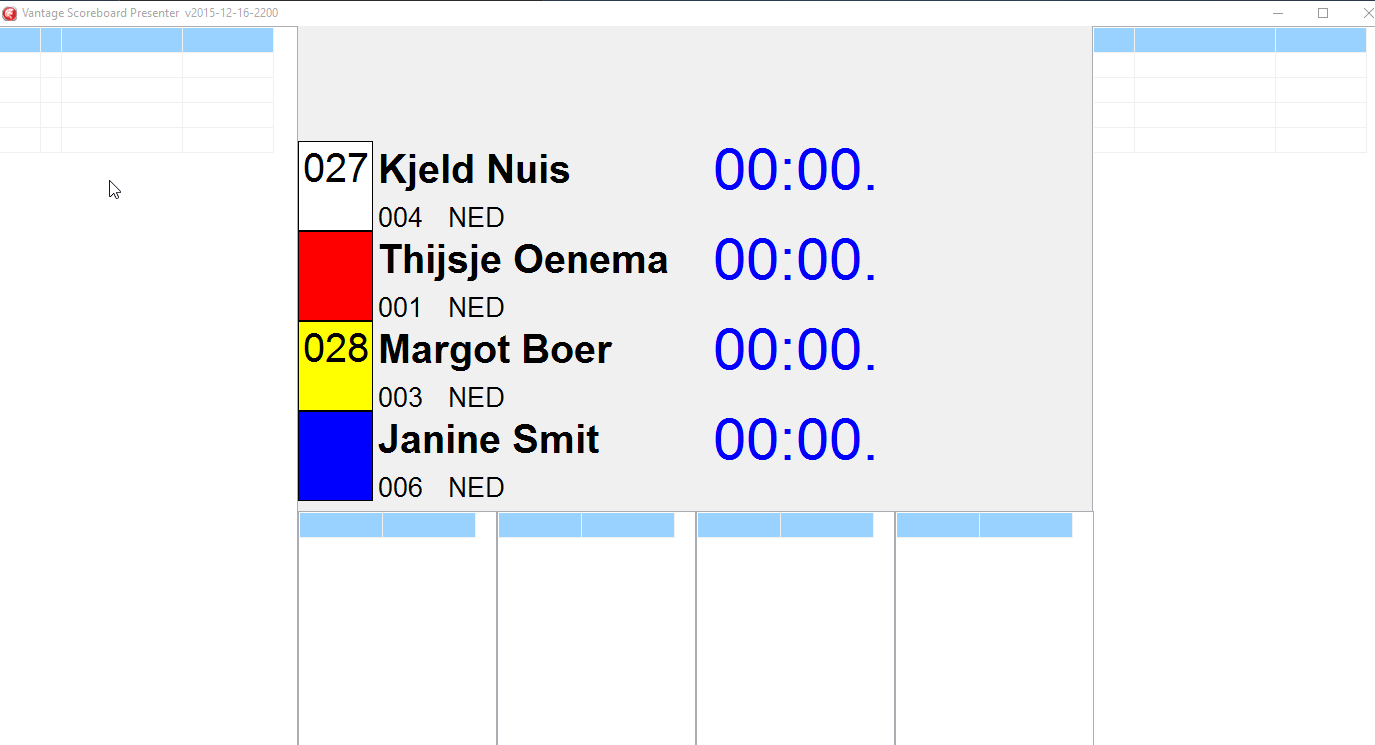 Vantage Scoreboard Presenter v2015-12-16-2200
027 Kjeld Nuis 00:00.
004 NED
Thijsje Oenema 00:00.
001 NED
028 Margot Boer 00:00.
003 NED
Janine Smit 00:00.
006 NED